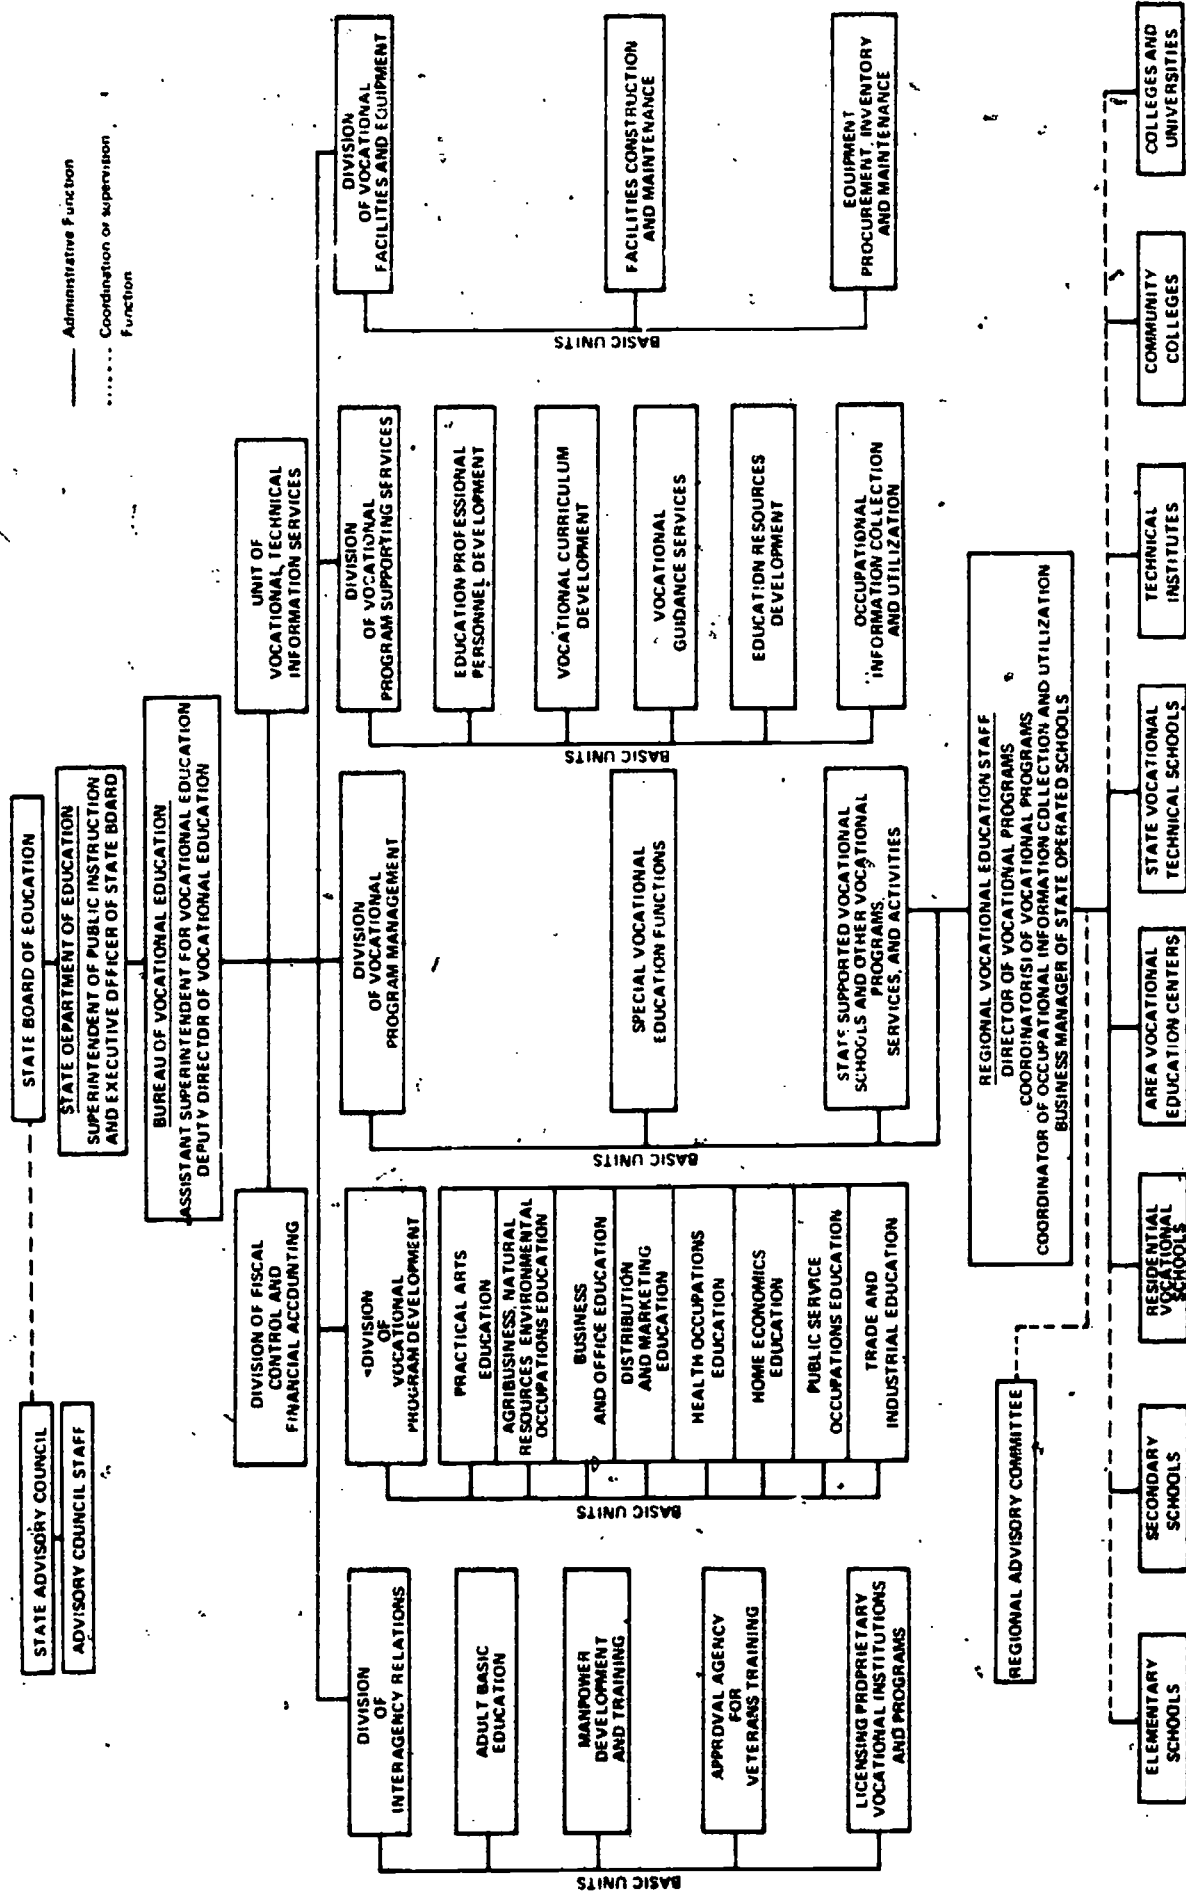 Administrative Function
Coordination or supervision
Function
STATE BOARD OF EDUCATION
STATE ADVISORY COUNCIL
ADVISORY COUNCIL STAFF
STATE DEPARTMENT OF EDUCATION
SUPERINTENDENT OF PUBLIC INSTRUCTION
AND EXECUTIVE OFFICER OF STATE BOARD
BUREAU OF VOCATIONAL EDUCATION
ASSISTANT SUPERINTENDENT FOR VOCATIONAL EDUCATION
DEPUTY DIRECTOR OF VOCATIONAL EDUCATION
DIVISION OF FISCAL
CONTROL AND
FINANCIAL ACCOUNTING
UNIT OF
VOCATIONAL TECHNICAL
INFORMATION SERVICES
DIVISION
OF
INTERAGENCY RELATIONS
ADULT BASIC
EDUCATION
MANPOWER
DEVELOPMENT
AND TRAINING
APPROVAL AGENCY
FOR
VETERANS TRAINING
LICENSING PROPRIETARY
VOCATIONAL INSTITUTIONS
AND PROGRAMS
BASIC UNITS
DIVISION
OF
VOCATIONAL
PROGRAM DEVELOPMENT
PRACTICAL ARTS
EDUCATION
AGRIBUSINESS, NATURAL
RESOURCES ENVIRONMENTAL
OCCUPATIONS EDUCATION
BUSINESS
AND OFFICE EDUCATION
DISTRIBUTION
AND MARKETING
EDUCATION
HEALTH OCCUPATIONS
EDUCATION
HOME ECONOMICS
EDUCATION
PUBLIC SERVICE
OCCUPATIONS EDUCATION
TRADE AND
INDUSTRIAL EDUCATION
BASIC UNITS
DIVISION
OF VOCATIONAL
PROGRAM MANAGEMENT
SPECIAL VOCATIONAL
EDUCATION FUNCTIONS
STATE SUPPORTED VOCATIONAL
SCHOOLS AND OTHER VOCATIONAL
PROGRAMS,
SERVICES, AND ACTIVITIES
BASIC UNITS
DIVISION
OF VOCATIONAL
PROGRAM SUPPORTING SERVICES
EDUCATION PROFESSIONAL
PERSONNEL DEVELOPMENT
VOCATIONAL CURRICULUM
DEVELOPMENT
VOCATIONAL
GUIDANCE SERVICES
EDUCATION RESOURCES
DEVELOPMENT
OCCUPATIONAL
INFORMATION COLLECTION
AND UTILIZATION
BASIC UNITS
DIVISION
OF VOCATIONAL
FACILITIES AND EQUIPMENT
FACILITIES CONSTRUCTION
AND MAINTENANCE
EQUIPMENT
PROCUREMENT, INVENTORY
AND MAINTENANCE
BASIC UNITS
REGIONAL VOCATIONAL EDUCATION STAFF
DIRECTOR OF VOCATIONAL PROGRAMS
COORDINATOR(S) OF VOCATIONAL PROGRAMS
COORDINATOR OF OCCUPATIONAL INFORMATION COLLECTION AND UTILIZATION
BUSINESS MANAGER OF STATE OPERATED SCHOOLS
REGIONAL ADVISORY COMMITTEE
ELEMENTARY
SCHOOLS
SECONDARY
SCHOOLS
RESIDENTIAL
VOCATIONAL
SCHOOLS
AREA VOCATIONAL
EDUCATION CENTERS
STATE VOCATIONAL
TECHNICAL SCHOOLS
TECHNICAL
INSTITUTES
COMMUNITY
COLLEGES
COLLEGES AND
UNIVERSITIES